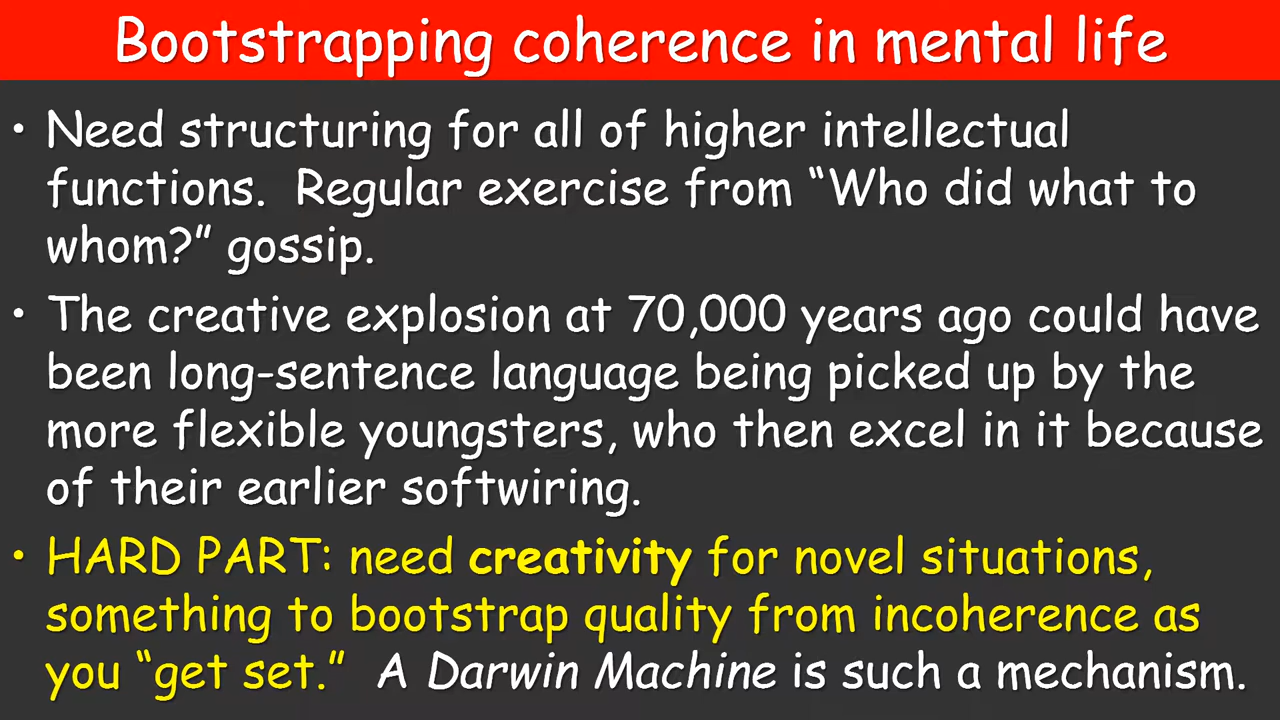 Bootstrapping coherence in mental life
• Need structuring for all of higher intellectual
functions.  Regular exercise from “Who did what to
whom?” gossip.
• The creative explosion at 70,000 years ago could have
been long-sentence language being picked up by the
more flexible youngsters, who then excel in it because
of their earlier softwiring.
• HARD PART: need creativity for novel situations,
something to bootstrap quality from incoherence as
you “get set.”  A Darwin Machine is such a mechanism.